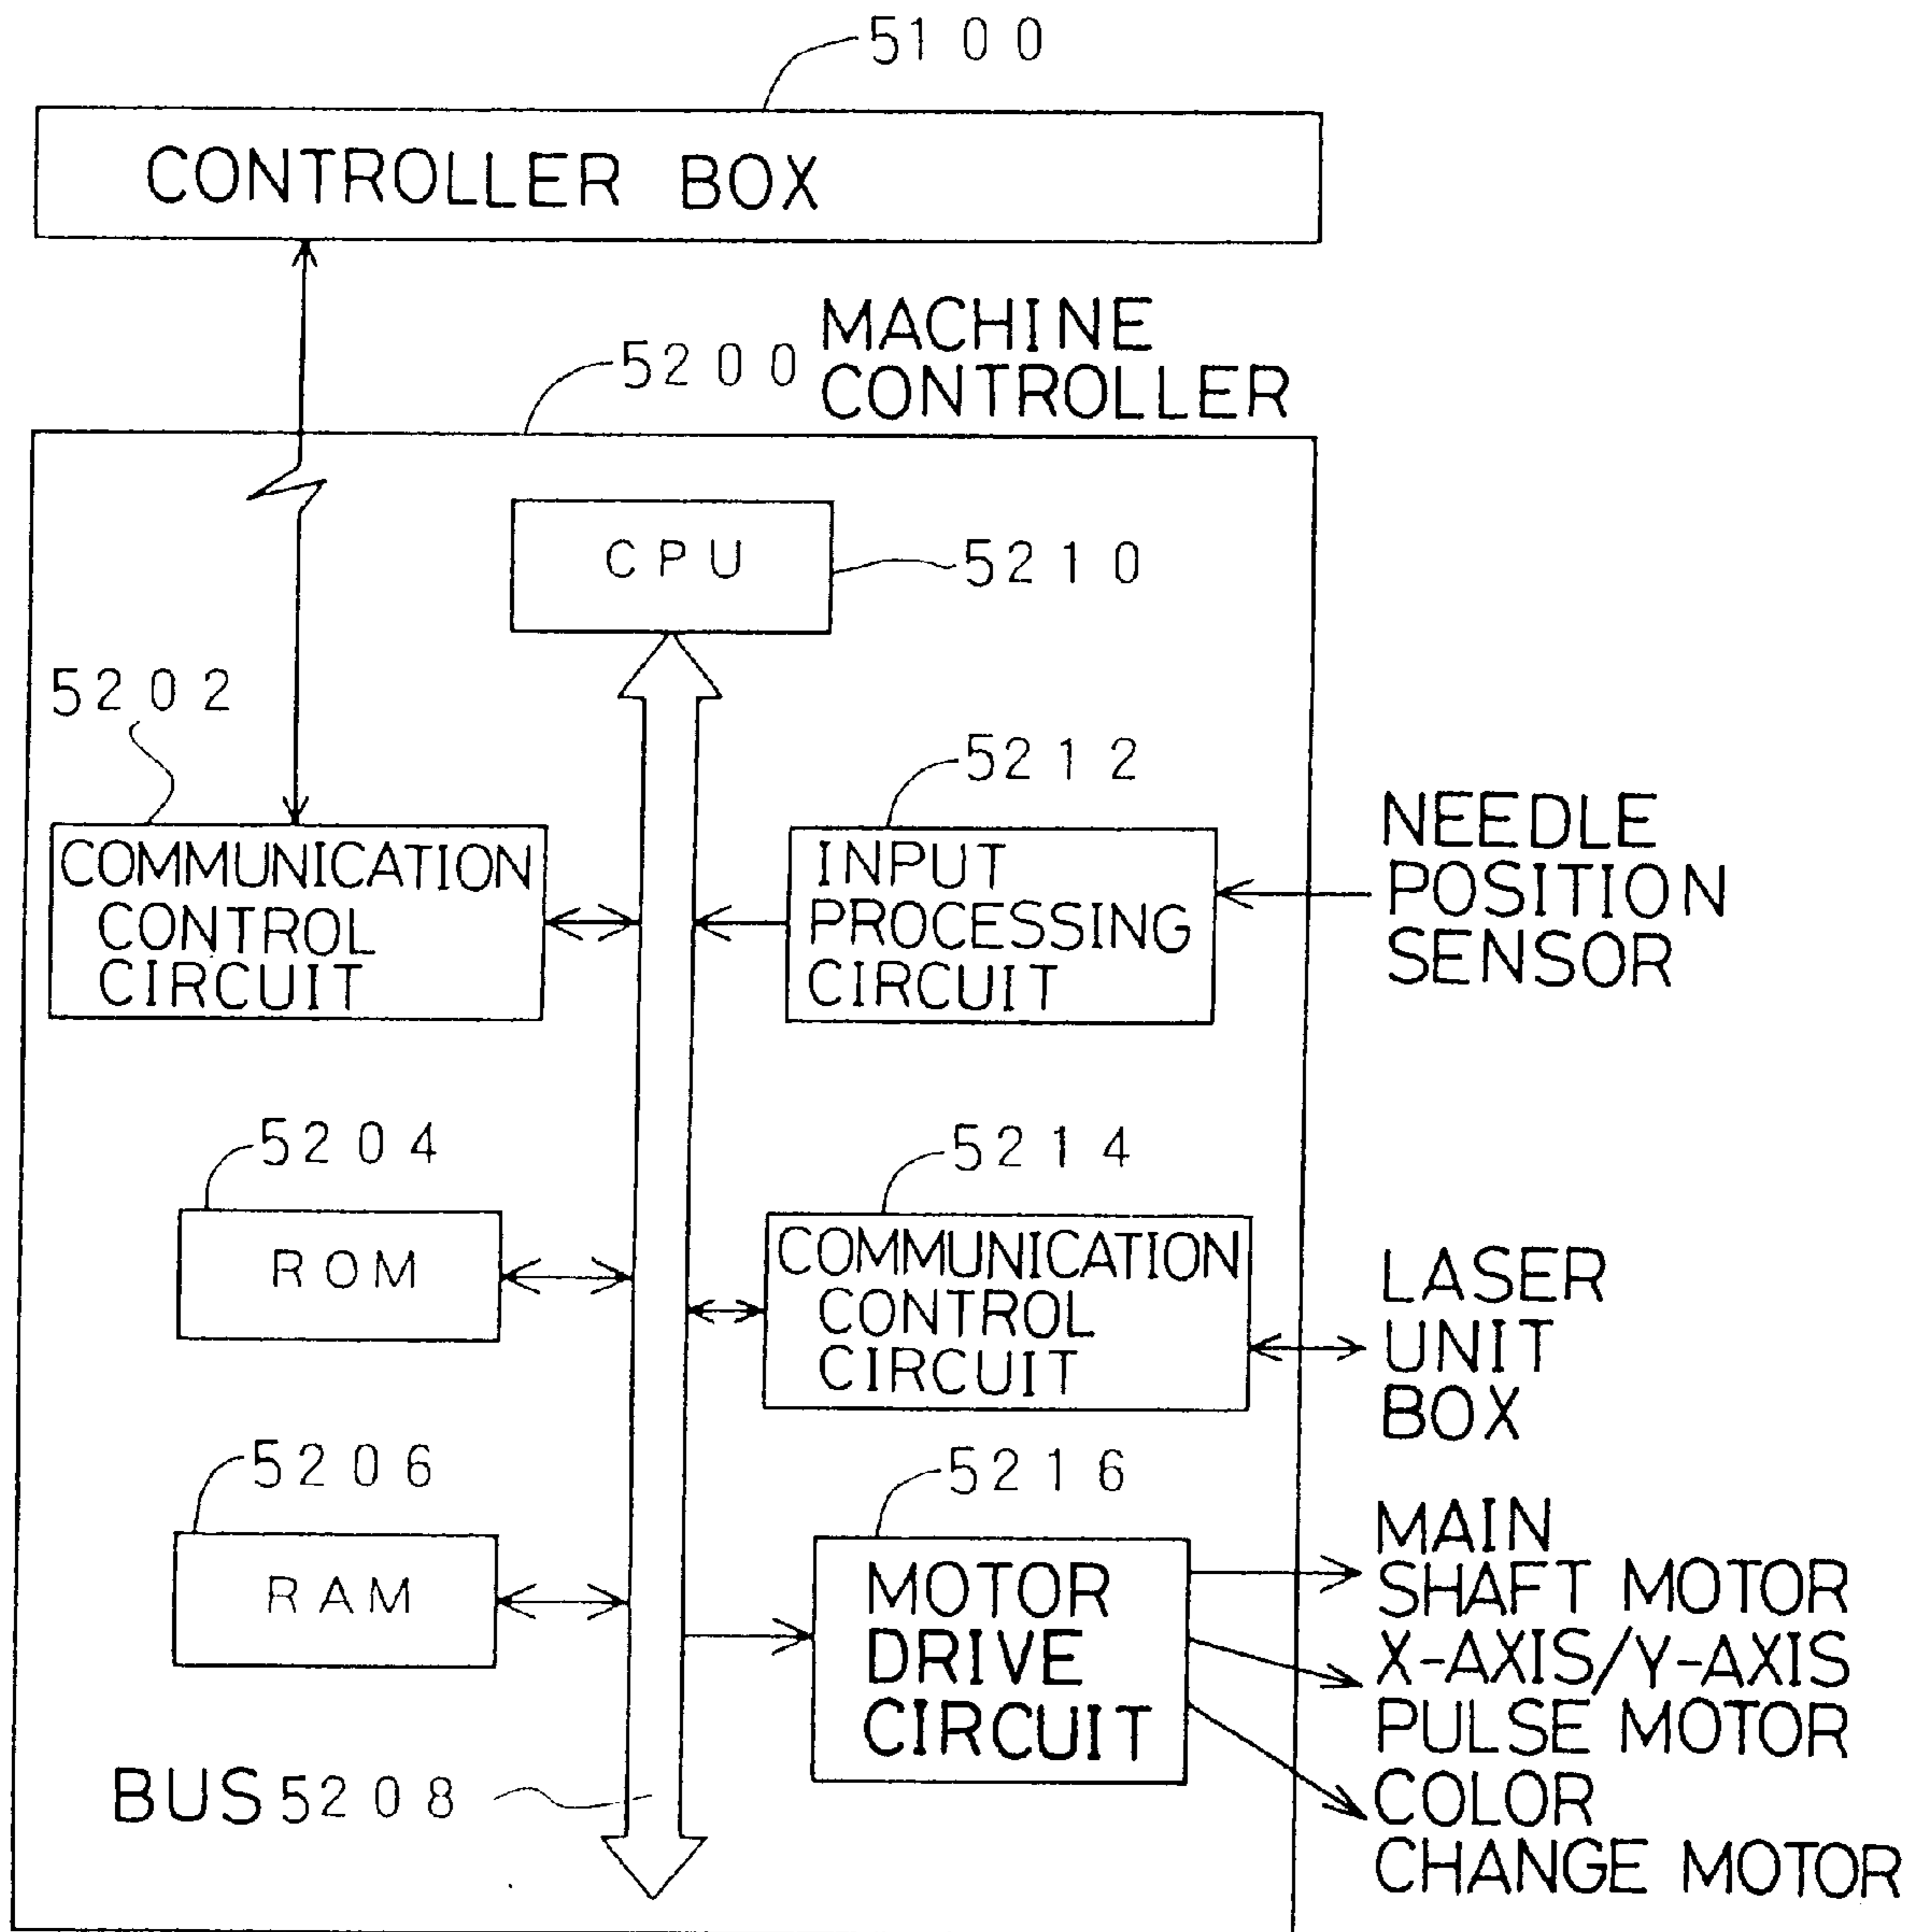 5100
CONTROLLER BOX
MACHINE
5200 CONTROLLER
CPU
5210
5202
5212
COMMUNICATION
CONTROL
CIRCUIT
INPUT
PROCESSING
CIRCUIT
NEEDLE
POSITION
SENSOR
5204
5214
ROM
COMMUNICATION
CONTROL
CIRCUIT
LASER
UNIT
BOX
5206
5216
RAM
MOTOR
DRIVE
CIRCUIT
MAIN
SHAFT MOTOR
X-AXIS/Y-AXIS
PULSE MOTOR
COLOR
CHANGE MOTOR
BUS 5208